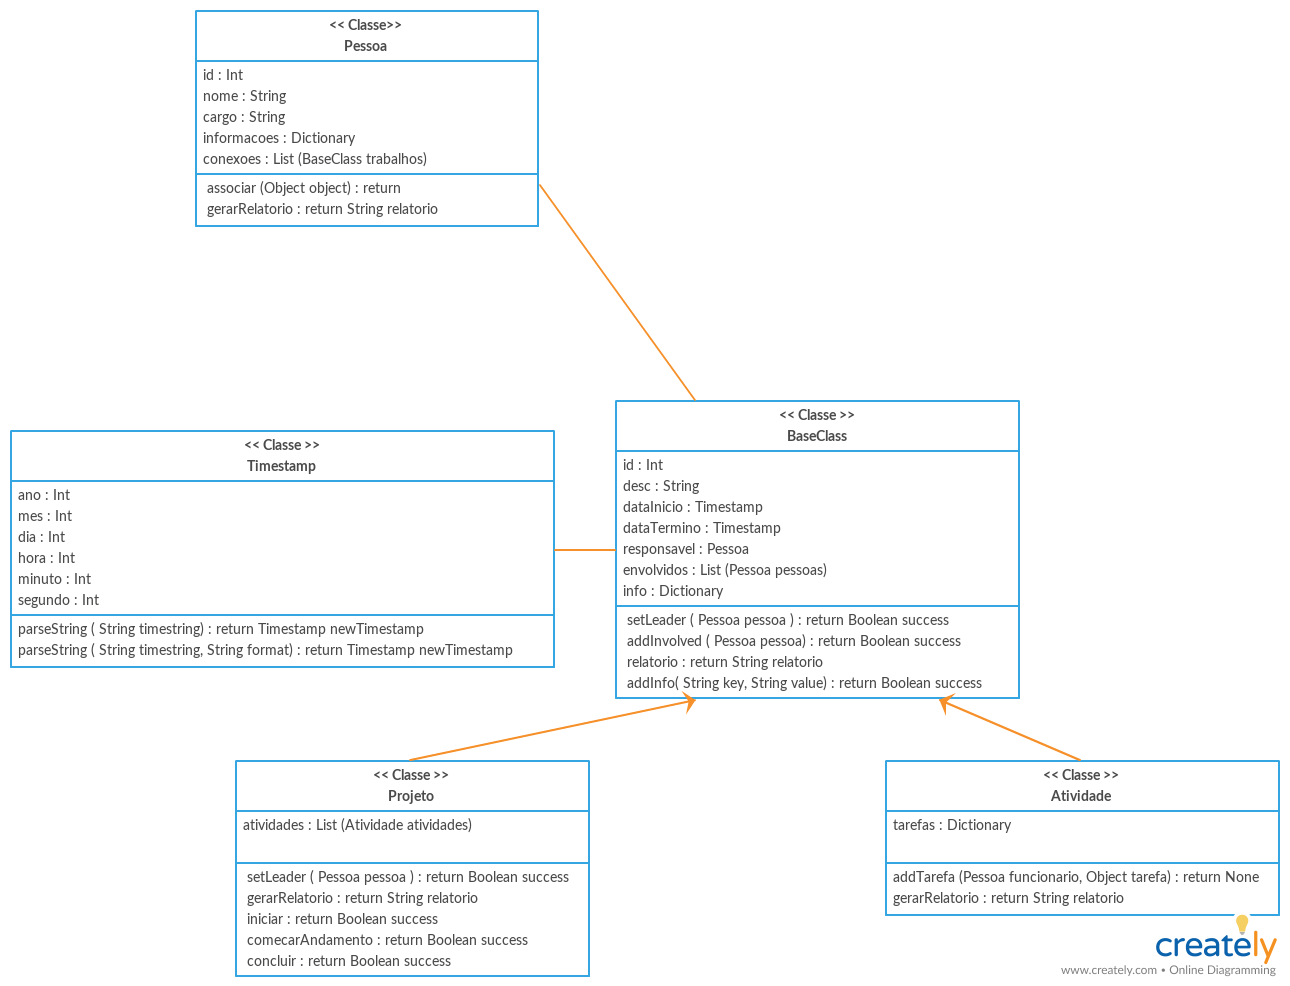 << Classe>>
Pessoa
id : Int
nome : String
cargo : String
informacoes : Dictionary
conexoes : List (BaseClass trabalhos)
associar (Object object) : return
gerarRelatorio : return String relatorio
<< Classe >>
Timestamp
ano : Int
mes : Int
dia : Int
hora : Int
minuto : Int
segundo : Int
parseString ( String timestring) : return Timestamp newTimestamp
parseString ( String timestring, String format) : return Timestamp newTimestamp
<< Classe >>
BaseClass
id : Int
desc : String
dataInicio : Timestamp
dataTermino : Timestamp
responsavel : Pessoa
envolvidos : List (Pessoa pessoas)
info : Dictionary
setLeader ( Pessoa pessoa ) : return Boolean success
addInvolved ( Pessoa pessoa) : return Boolean success
relatorio : return String relatorio
addInfo( String key, String value) : return Boolean success
<< Classe >>
Projeto
atividades : List (Atividade atividades)
setLeader ( Pessoa pessoa ) : return Boolean success
gerarRelatorio : return String relatorio
iniciar : return Boolean success
comecarAndamento : return Boolean success
concluir : return Boolean success
<< Classe >>
Atividade
tarefas : Dictionary
addTarefa (Pessoa funcionario, Object tarefa) : return None
gerarRelatorio : return String relatorio
creately
www.creately.com • Online Diagramming